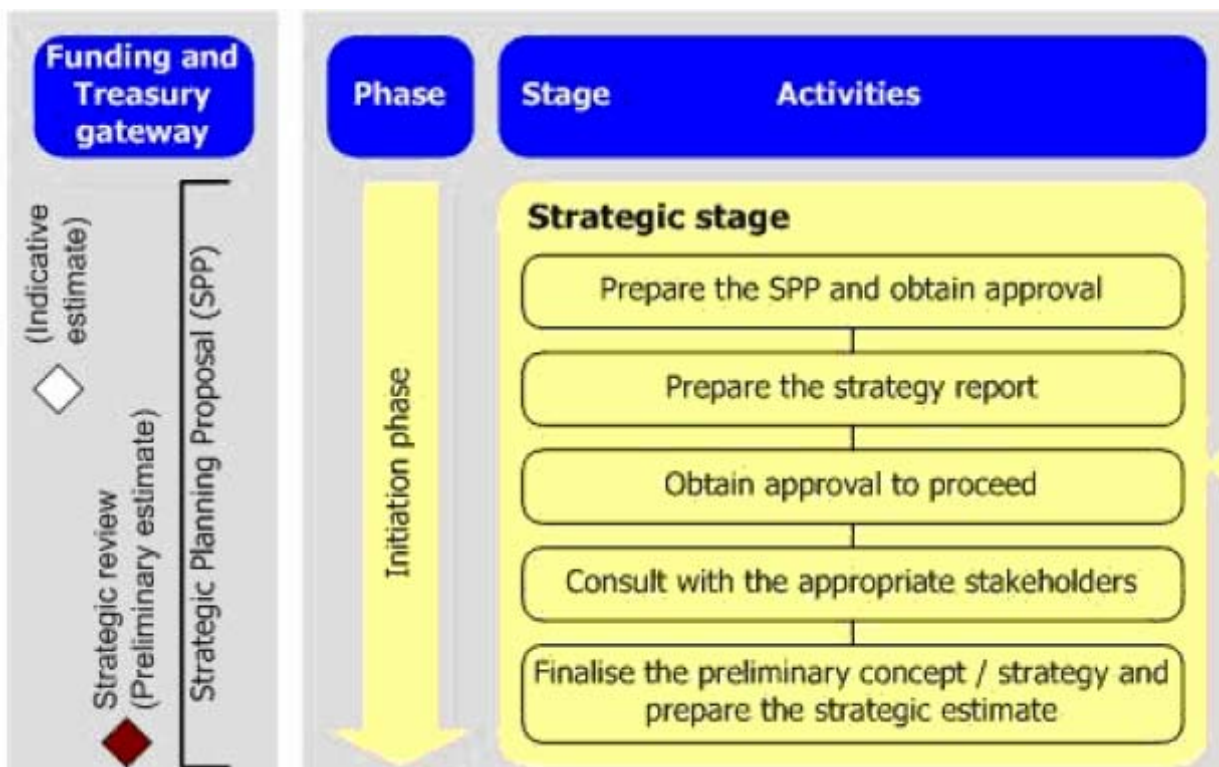 Funding and
Treasury
gateway
Phase
Stage Activities
(Indicative
estimate)
Strategic review
(Preliminary estimate)
Strategic Planning Proposal (SPP)
Initiation phase
Strategic stage
Prepare the SPP and obtain approval
Prepare the strategy report
Obtain approval to proceed
Consult with the appropriate stakeholders
Finalise the preliminary concept / strategy and
prepare the strategic estimate